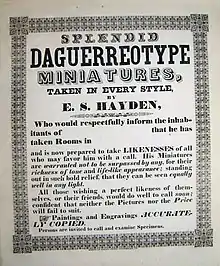 SPLENDID
DAGUERREOTYPE
MINIATURES,
TAKEN IN EVERY STYLE,
BY
E. S. HAYDEN,
Who would respectfully inform the inhab-
itants of that he has
taken Rooms in
and is now prepared to take LIKENESSES of all
who may favor him with a call. His Miniatures
are warranted not to be surpassed by any, for their
richness of tone and life-like appearance; standing
out in such bold relief, that they can be seen equally
well in any light.
All those wishing a perfect likeness of them-
selves, or their friends, would do well to call soon;
confident that neither the Pictures nor the Price
will fail to suit.
☞ Paintings and Engravings ACCURATE-
LY COPIED.
Persons are invited to call and examine Specimens.